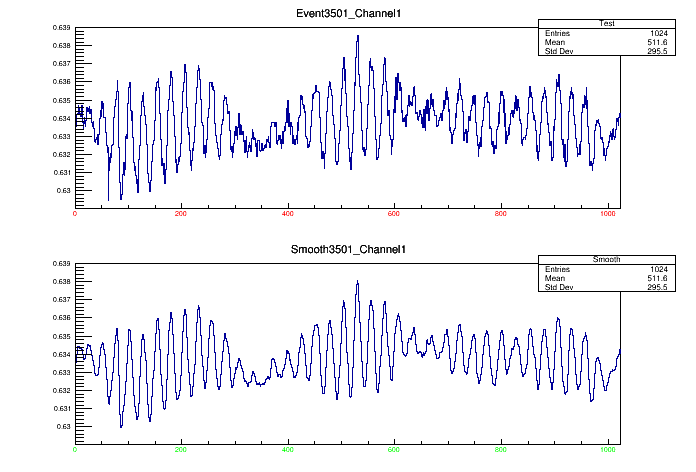 Event3501_Channel1
Test
Entries 1024
Mean 511.6
Std Dev 295.5
0.639
0.638
0.637
0.636
0.635
0.634
0.633
0.632
0.631
0.63
0 200 400 600 800 1000
Smooth3501_Channel1
Smooth
Entries 1024
Mean 511.6
Std Dev 295.5
0.639
0.638
0.637
0.636
0.635
0.634
0.633
0.632
0.631
0.63
0 200 400 600 800 1000